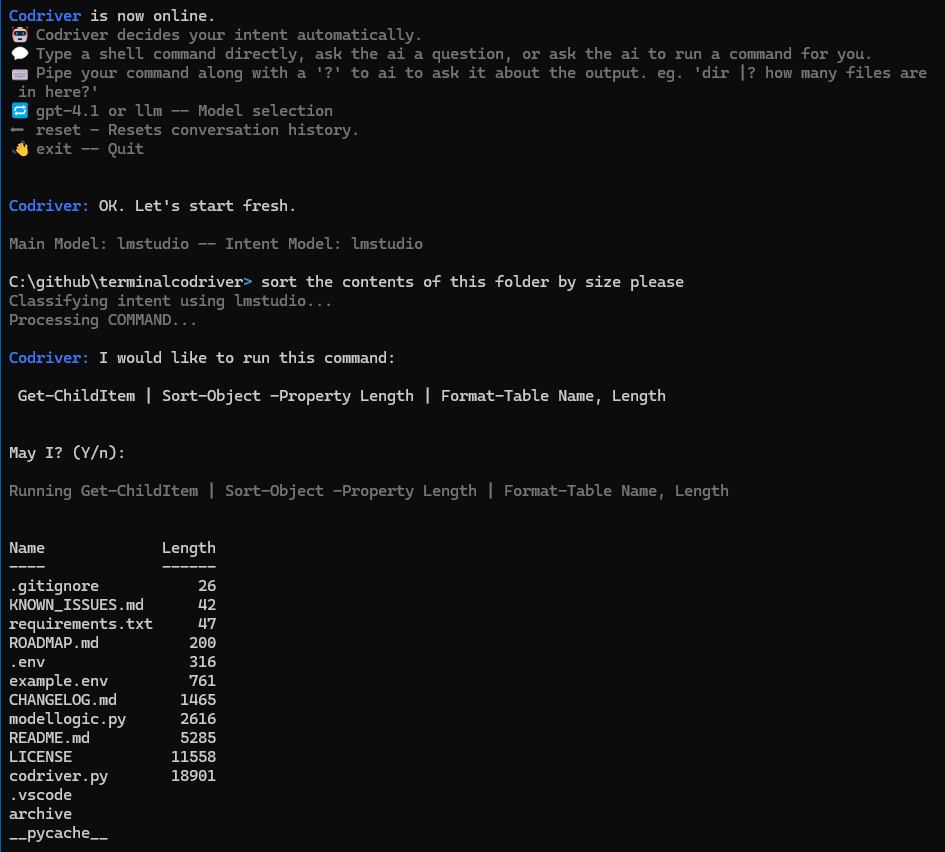 Codriver is now online.
🤖 Codriver decides your intent automatically.
💬 Type a shell command directly, ask the ai a question, or ask the ai to run a command for you.
⌨️ Pipe your command along with a '?' to ai to ask it about the output. eg. 'dir |? how many files are
in here?'
🔁 gpt-4.1 or llm -- Model selection
⬅ reset - Resets conversation history.
👋 exit -- Quit
Codriver: OK. Let's start fresh.
Main Model: lmstudio -- Intent Model: lmstudio
C:\github\terminalcodriver> sort the contents of this folder by size please
Classifying intent using lmstudio...
Processing COMMAND...
Codriver: I would like to run this command:
Get-ChildItem | Sort-Object -Property Length | Format-Table Name, Length
May I? (Y/n):
Running Get-ChildItem | Sort-Object -Property Length | Format-Table Name, Length
Name Length
---- ------
.gitignore 26
KNOWN_ISSUES.md 42
requirements.txt 47
ROADMAP.md 200
.env 316
example.env 761
CHANGELOG.md 1465
modellogic.py 2616
README.md 5285
LICENSE 11558
codriver.py 18901
.vscode
archive
__pycache__